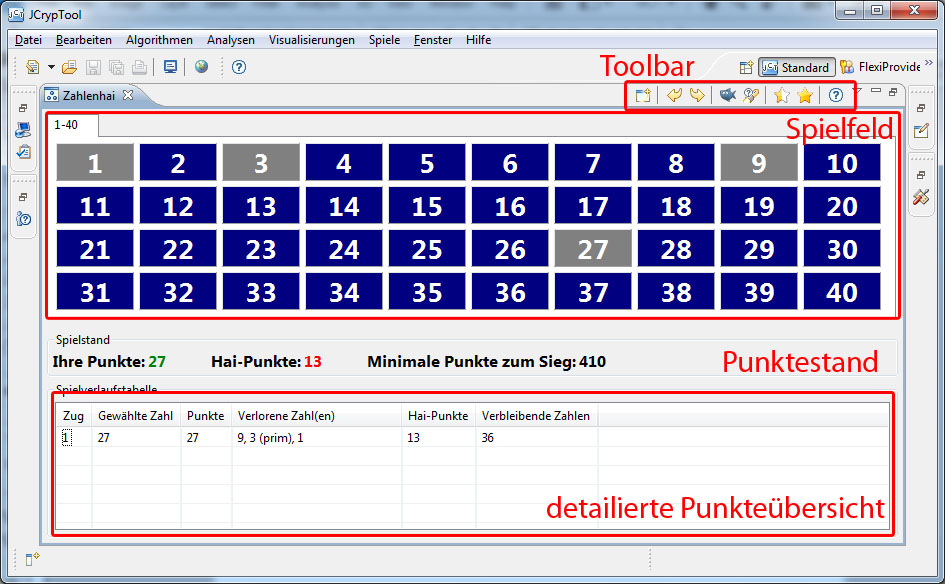 JCT JCrypTool
Datei Bearbeiten Algorithmen Analysen Visualisierungen Spiele Fenster Hilfe
Toolbar
JCT Standard FlexiProvide
Zahlenhai
1-40
Spielfeld
1 2 3 4 5 6 7 8 9 10
11 12 13 14 15 16 17 18 19 20
21 22 23 24 25 26 27 28 29 30
31 32 33 34 35 36 37 38 39 40
Spielstand
Ihre Punkte: 27 Hai-Punkte: 13 Minimale Punkte zum Sieg: 410
Punktestand
Spielverlaufstabelle
Zug Gewählte Zahl Punkte Verlorene Zahl(en) Hai-Punkte Verbleibende Zahlen
1 27 27 9, 3 (prim), 1 13 36
detailierte Punkteübersicht